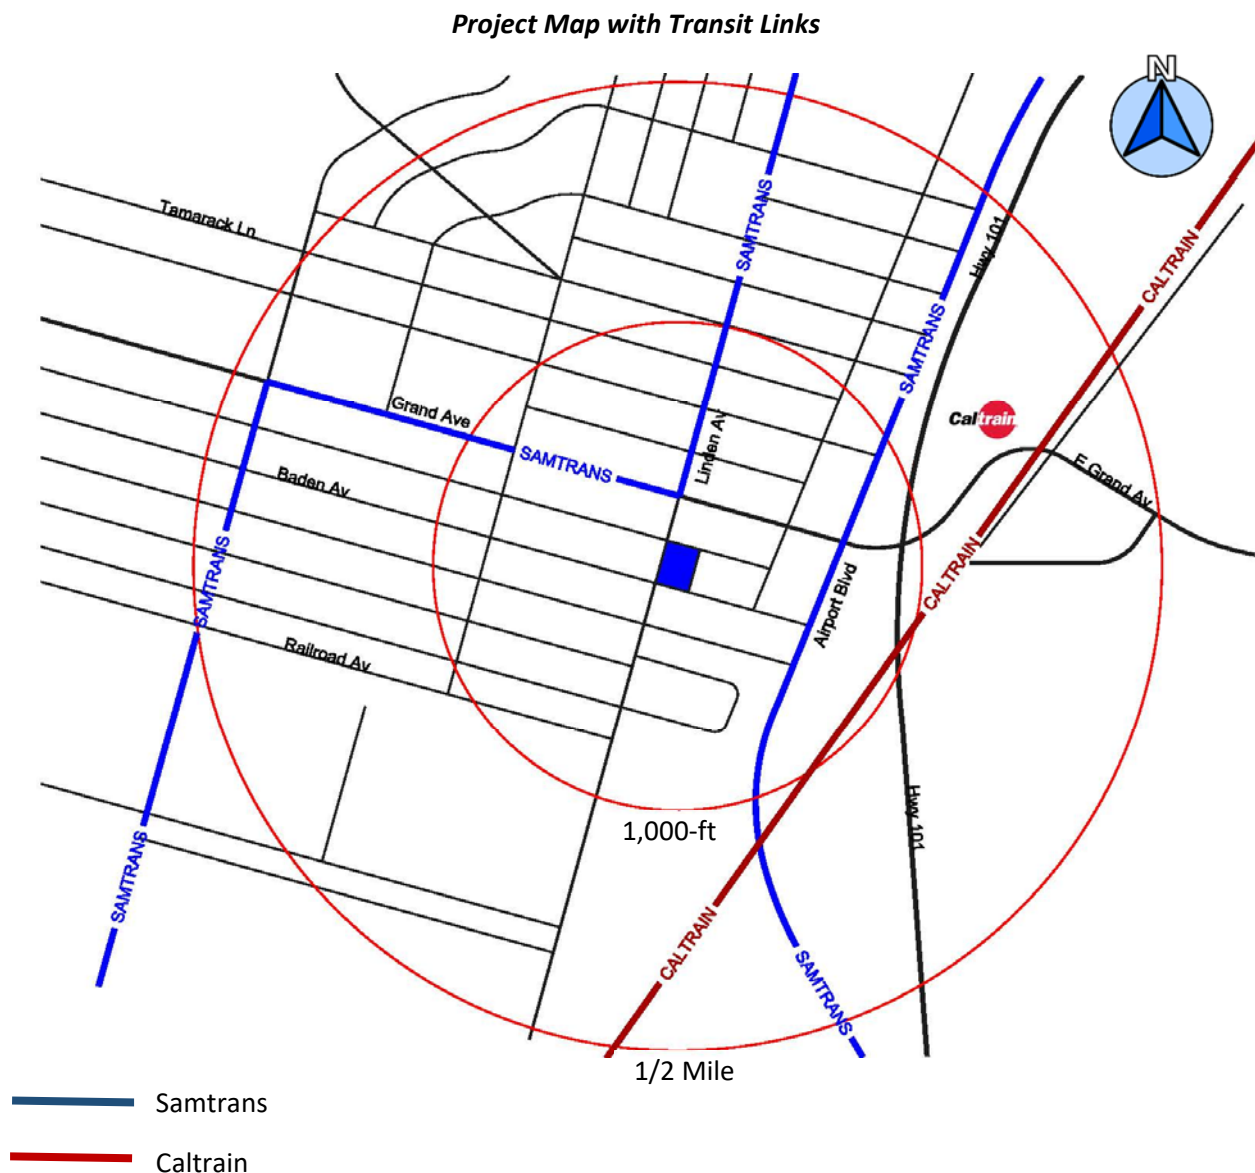 Project Map with Transit Links
N
Tamarack Ln
SAMTRANS
Hwy 101
CALTRAIN
SAMTRANS
Caltrain
Grand Ave
Linden Av
SAMTRANS
E Grand Av
Baden Av
SAMTRANS
CALTRAIN
Airport Blvd
Railroad Av
Hwy 101
1,000-ft
SAMTRANS
CALTRAIN
SAMTRANS
1/2 Mile
Samtrans
Caltrain